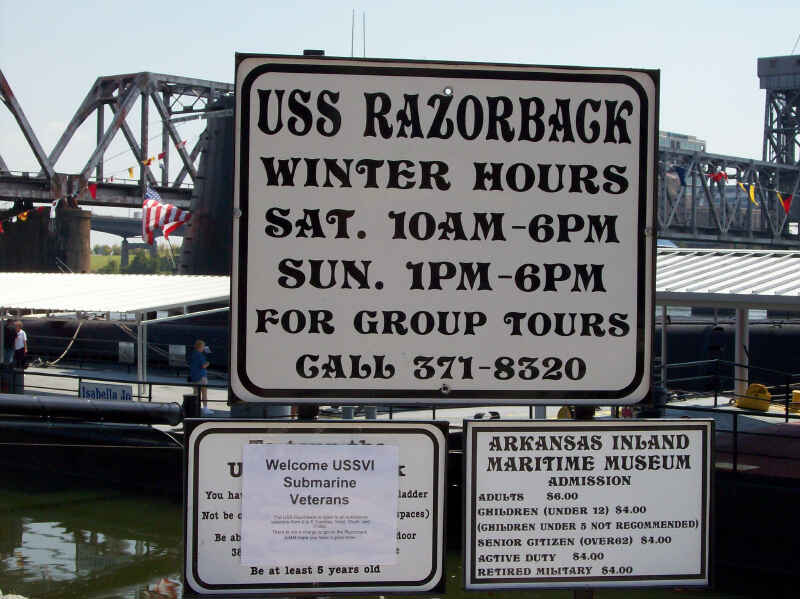 USS RAZORBACK
WINTER HOURS
SAT. 10AM-6PM
SUN. 1PM-6PM
FOR GROUP TOURS
CALL 371-8320
Isabella Jo
Welcome USSVI
Submarine
Veterans
You hav
ladder
Not be c
spaces)
Be ab
door
38
Be at least 5 years old
ARKANSAS INLAND
MARITIME MUSEUM
ADMISSION
ADULTS $6.00
CHILDREN (UNDER 12) $4.00
(CHILDREN UNDER 5 NOT RECOMMENDED)
SENIOR CITIZEN (OVER62) $4.00
ACTIVE DUTY $4.00
RETIRED MILITARY $4.00